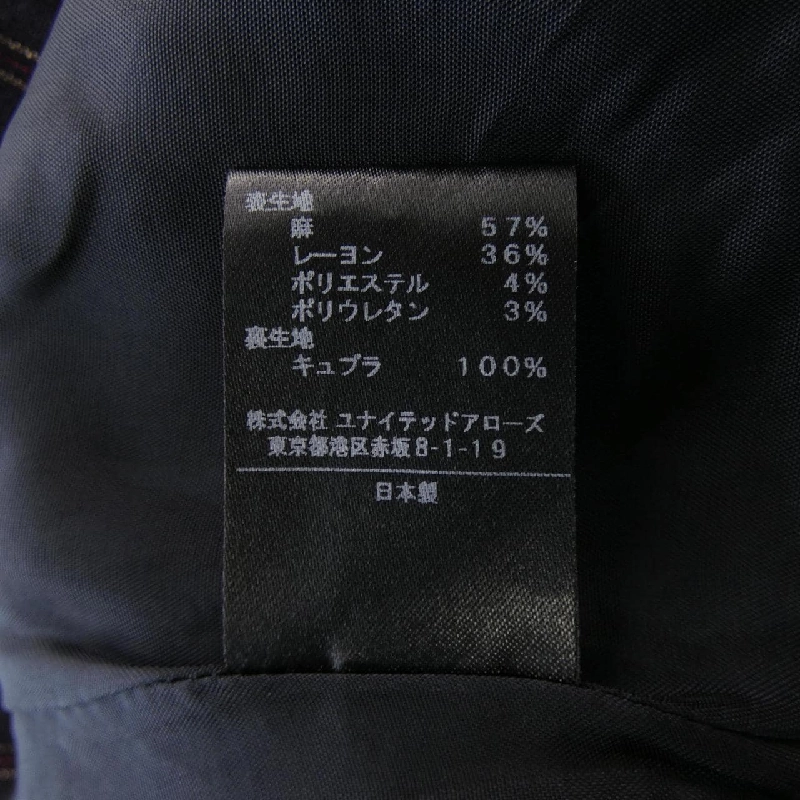 表生地
麻 57%
レーヨン 36%
ポリエステル 4%
ポリウレタン 3%
裏生地
キュプラ 100%
株式会社 ユナイテッドアローズ
東京都港区赤坂8-1-19
日本製